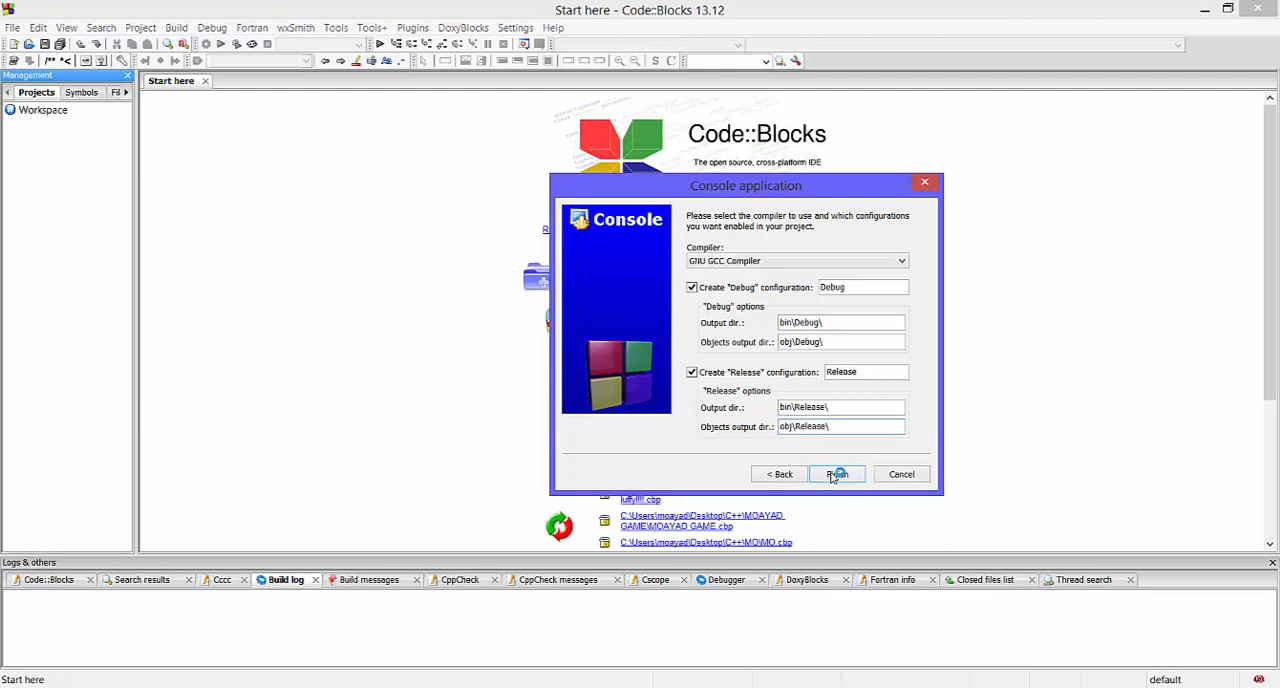 Start here - Code::Blocks 13.12
File Edit View Search Project Build Debug Fortran wxSmith Tools Tools+ Plugins DoxyBlocks Settings Help
Management
Start here
Projects Symbols Fil
Workspace
Code::Blocks
The open source, cross-platform IDE
Console application
Console
Please select the compiler to use and which configurations
you want enabled in your project.
Compiler:
GNU GCC Compiler
Create "Debug" configuration: Debug
"Debug" options
Output dir.: bin\Debug\
Objects output dir.: obj\Debug\
Create "Release" configuration: Release
"Release" options
Output dir.: bin\Release\
Objects output dir.: obj\Release\
< Back Cancel
luffy!!!!.cbp
C:\Users\moayad\Desktop\C++\MOAYAD
GAME\MOAYAD GAME.cbp
C:\Users\moayad\Desktop\C++\MO\MO.cbp
Logs & others
Code::Blocks Search results Cccc Build log Build messages CppCheck CppCheck messages Cscope Debugger DoxyBlocks Fortran info Closed files list Thread search
Start here default